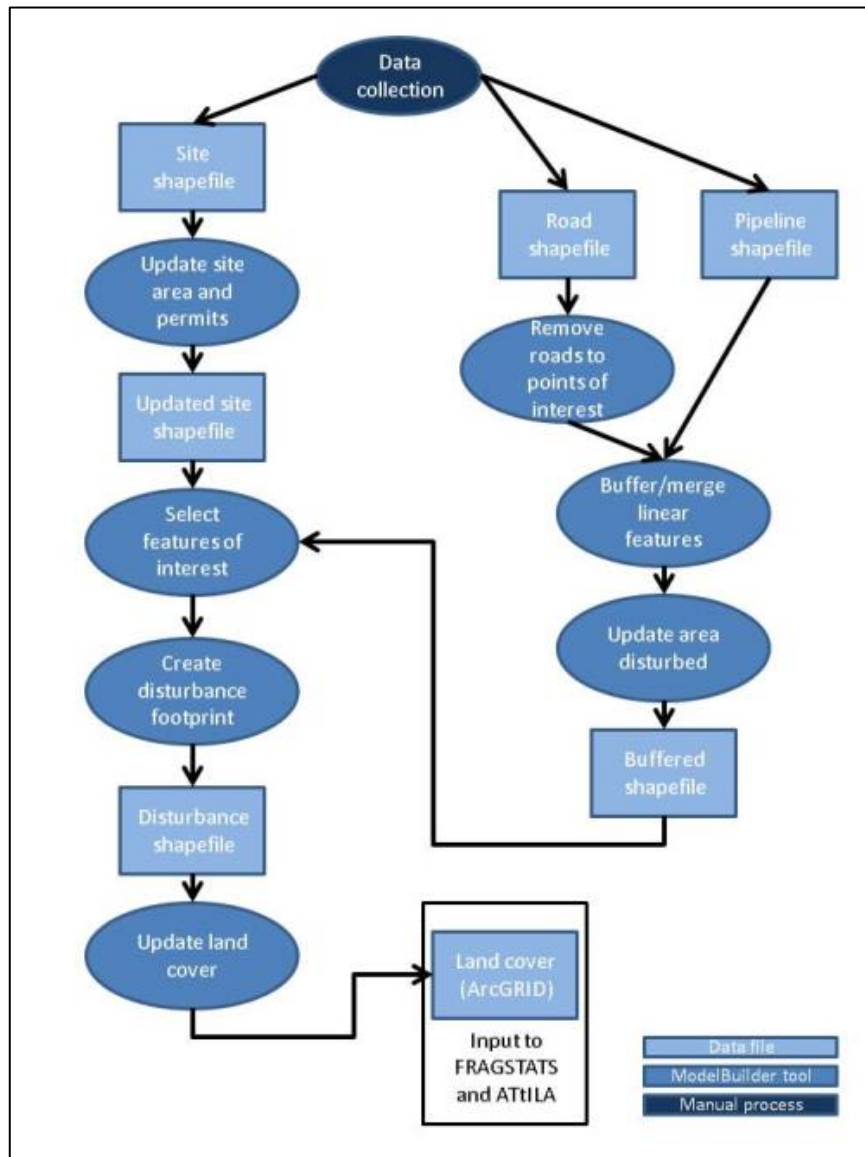 Data
collection
Site
shapefile
Road
shapefile
Pipeline
shapefile
Update site
area and
permits
Remove
roads to
points of
interest
Updated site
shapefile
Buffer/merge
linear
features
Select
features of
interest
Update area
disturbed
Create
disturbance
footprint
Buffered
shapefile
Disturbance
shapefile
Update land
cover
Land cover
(ArcGRID)
Input to
FRAGSTATS
and ATtILA
Data file
ModelBuilder tool
Manual process